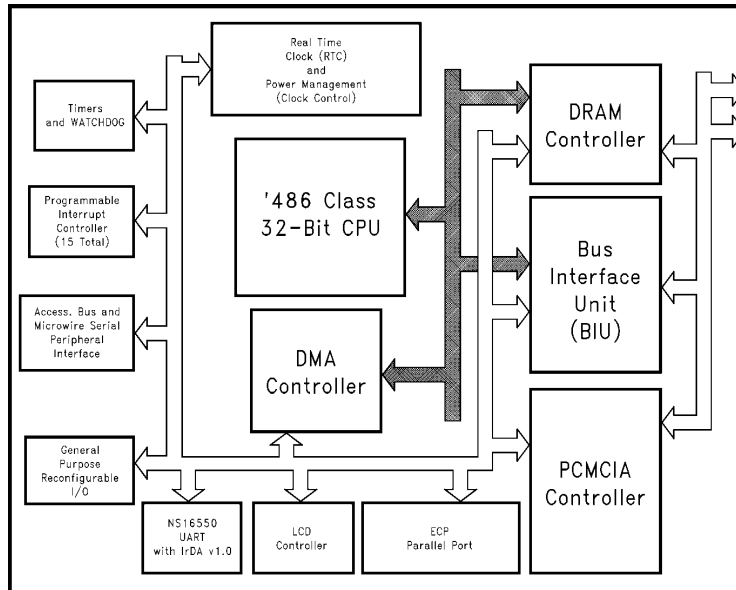 Real Time
Clock (RTC)
and
Power Management
(Clock Control)
Timers
and WATCHDOG
DRAM
Controller
'486 Class
32-Bit CPU
Programmable
Interrupt
Controller
(15 Total)
Bus
Interface
Unit
(BIU)
Access. Bus and
Microwire Serial
Peripheral
Interface
DMA
Controller
General
Purpose
Reconfigurable
I/O
PCMCIA
Controller
NS16550
UART
with IrDA v1.0
LCD
Controller
ECP
Parallel Port